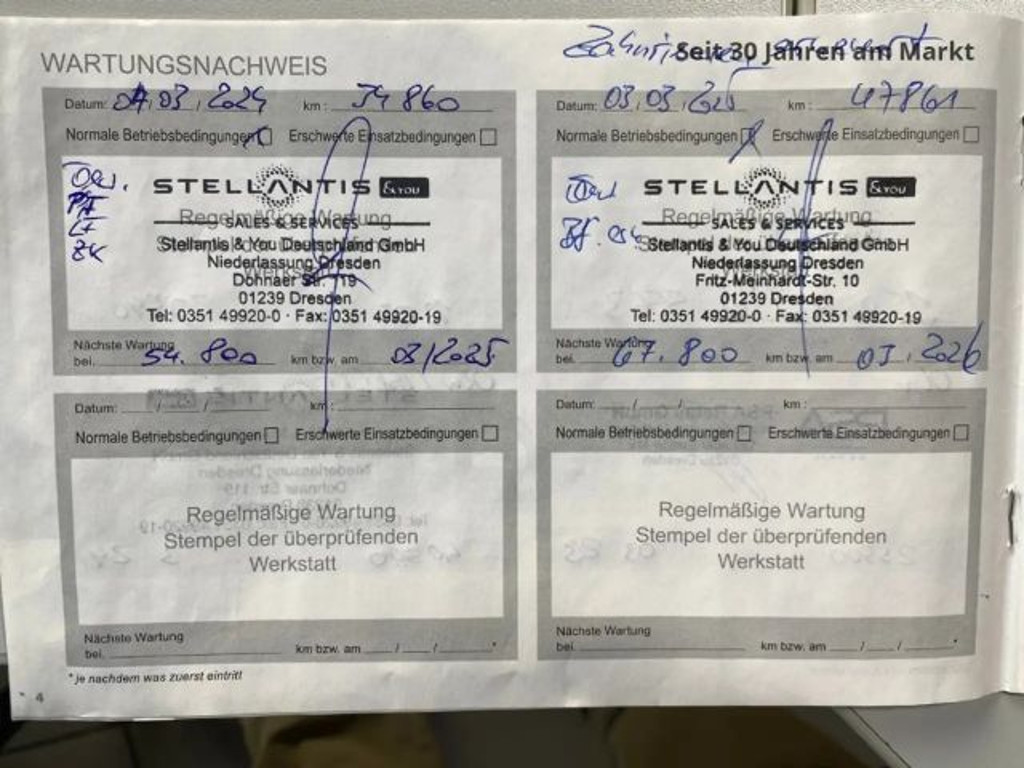 Seit 30 Jahren am Markt
WARTUNGSNACHWEIS
Datum: 04.03.2024 km: 34 860
Normale Betriebsbedingungen Erschwerte Einsatzbedingungen
STELLANTIS &YOU
Regelmäßige Wartung
SALES & SERVICES
Stellantis & You Deutschland GmbH
Niederlassung Dresden
Dohnaer Str. 119
01239 Dresden
Tel: 0351 49920-0 · Fax: 0351 49920-19
Nächste Wartung
bei. 54.800 km bzw. am 03/2025
Datum: 03.03.2025 km: 47861
Normale Betriebsbedingungen Erschwerte Einsatzbedingungen
STELLANTIS &YOU
Regelmäßige Wartung
SALES & SERVICES
Stellantis & You Deutschland GmbH
Niederlassung Dresden
Fritz-Meinhardt-Str. 10
01239 Dresden
Tel: 0351 49920-0 · Fax: 0351 49920-19
Nächste Wartung
bei. 67.800 km bzw. am 03.2026
Datum: / / km:
Normale Betriebsbedingungen Erschwerte Einsatzbedingungen
Regelmäßige Wartung
Stempel der überprüfenden
Werkstatt
Nächste Wartung
bei. km bzw. am / / *
Datum: / / km:
Normale Betriebsbedingungen Erschwerte Einsatzbedingungen
Regelmäßige Wartung
Stempel der überprüfenden
Werkstatt
Nächste Wartung
bei. km bzw. am / / *
*je nachdem was zuerst eintritt
4